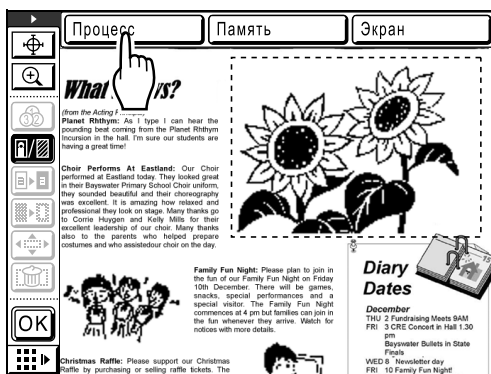 Процесс
Память
Экран
OK
What ys?
(from the Acting
Planet Rhthym: As I type I can hear the
pounding beat coming from the Planet Rhthym
Incursion in the hall. I'm sure our students are
having a great time!
Choir Performs At Eastland: Our Choir
performed at Eastland today. They looked great
in their Bayswater Primary School Choir uniform,
they sounded beautiful and their choreography
was excellent. It is amazing how relaxed and
professional they look on stage. Many thanks go
to Corrie Huygen and Kelly Mills for their
excellent leadership of our choir. Many thanks
also to the parents who helped prepare
costumes and who assistedour choir on the day.
Family Fun Night: Please plan to join in
the fun of our Family Fun Night on Friday
10th December. There will be games,
snacks, special performances and a
special visitor. The Family Fun Night
commences at 4 pm but families can join in
the fun whenever they arrive. Watch for
notices with more details.
Christmas Raffle: Please support our Christmas
Raffle by purchasing or selling raffle tickets. The
Diary
Dates
December
THU 2 Fundraising Meets 9AM
FRI 3 CRE Concert in Hall 1.30
pm
Bayswater Bullets in State
Finals
WED 8 Newsletter day
FRI 10 Family Fun Night!